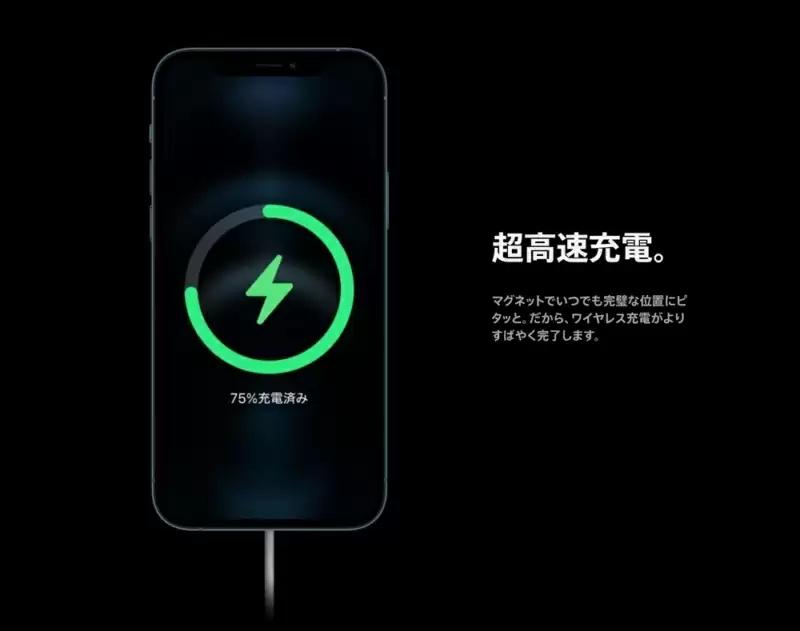 超高速充電。
マグネットでいつでも完璧な位置にピ
タッと。だから、ワイヤレス充電がより
すばやく完了します。
75%充電済み